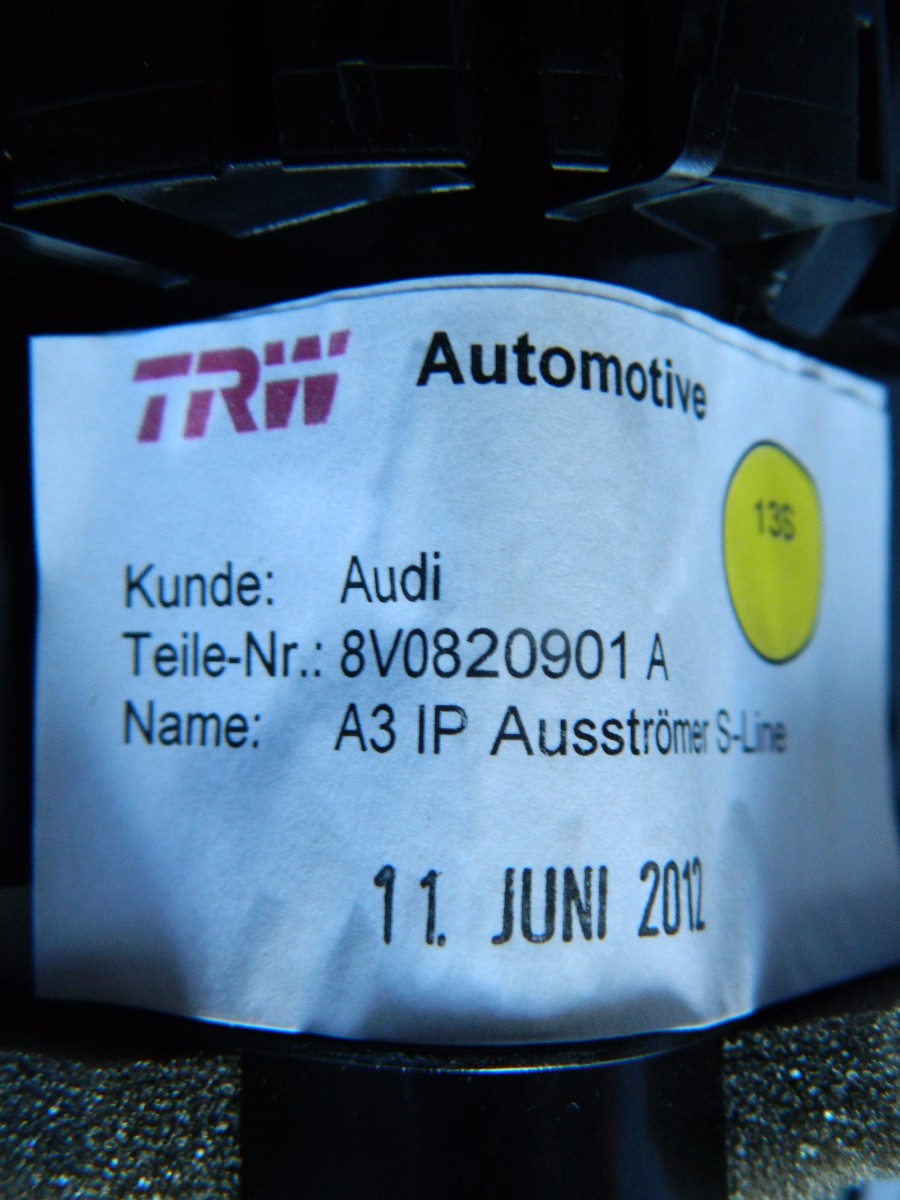 TRW Automotive
13S
Kunde: Audi
Teile-Nr.: 8V0820901 A
Name: A3 IP Ausströmer S-Line
11. JUNI 2012